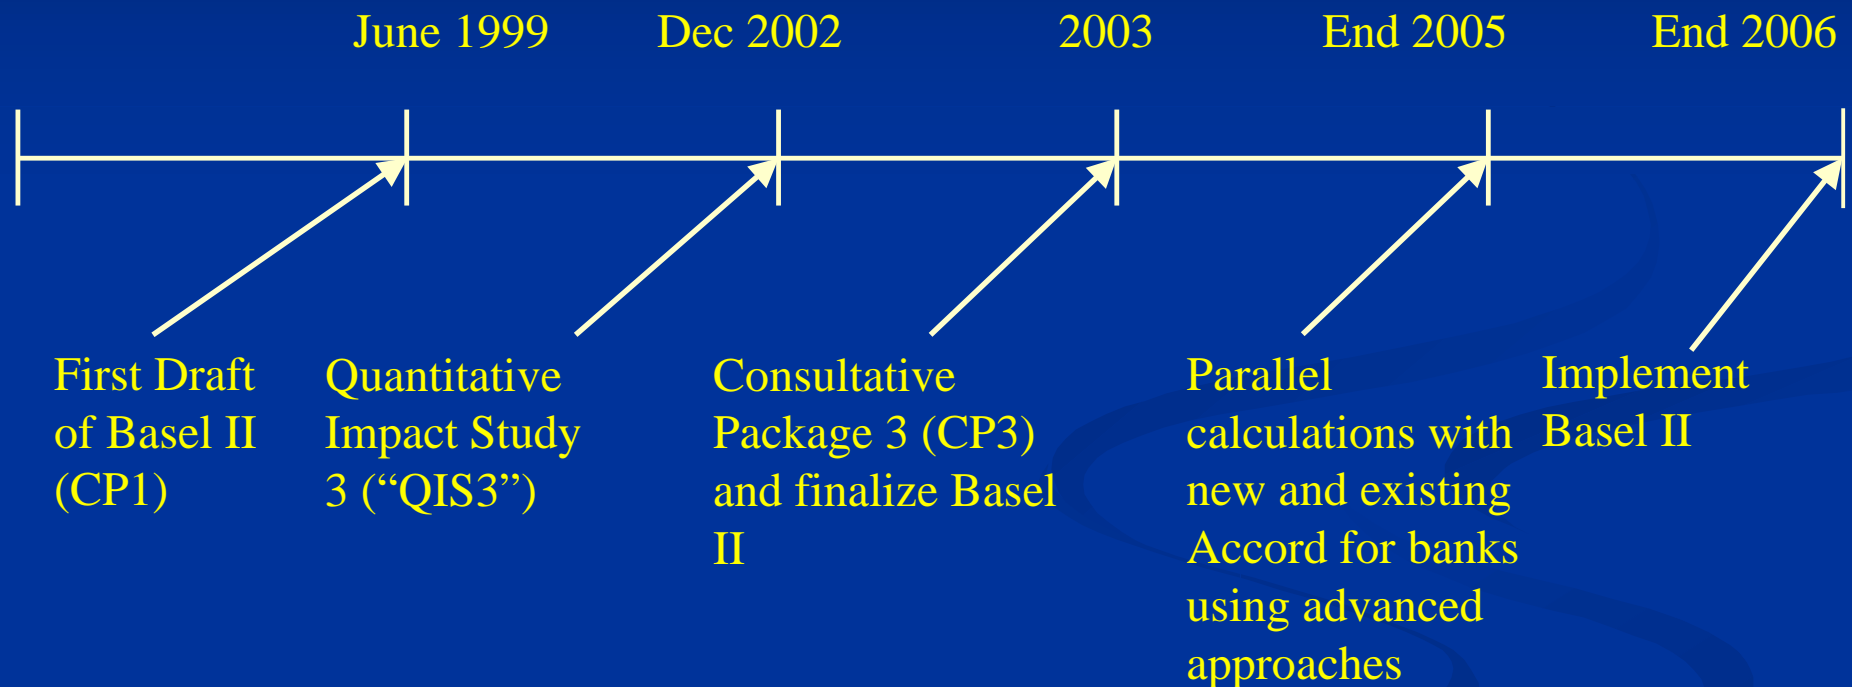 June 1999
Dec 2002
2003
End 2005
End 2006
First Draft
of Basel II
(CP1)
Quantitative
Impact Study
3 (“QIS3”)
Consultative
Package 3 (CP3)
and finalize Basel
II
Parallel
calculations with
new and existing
Accord for banks
using advanced
approaches
Implement
Basel II